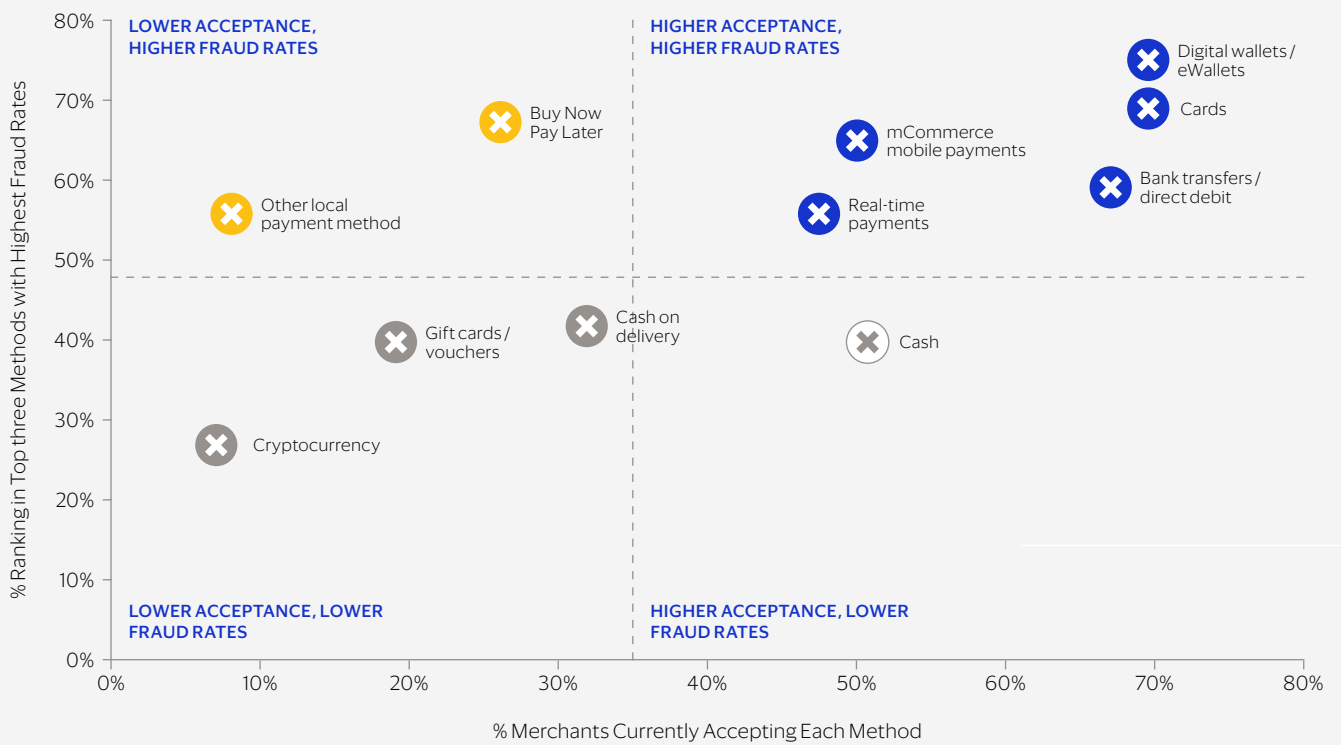 80%
70%
60%
50%
40%
30%
20%
10%
0%
% Ranking in Top three Methods with Highest Fraud Rates
LOWER ACCEPTANCE,
HIGHER FRAUD RATES
HIGHER ACCEPTANCE,
HIGHER FRAUD RATES
Digital wallets /
eWallets
Cards
Buy Now
Pay Later
mCommerce
mobile payments
Bank transfers /
direct debit
Other local
payment method
Real-time
payments
Gift cards /
vouchers
Cash on
delivery
Cash
Cryptocurrency
LOWER ACCEPTANCE, LOWER
FRAUD RATES
HIGHER ACCEPTANCE, LOWER
FRAUD RATES
0% 10% 20% 30% 40% 50% 60% 70% 80%
% Merchants Currently Accepting Each Method